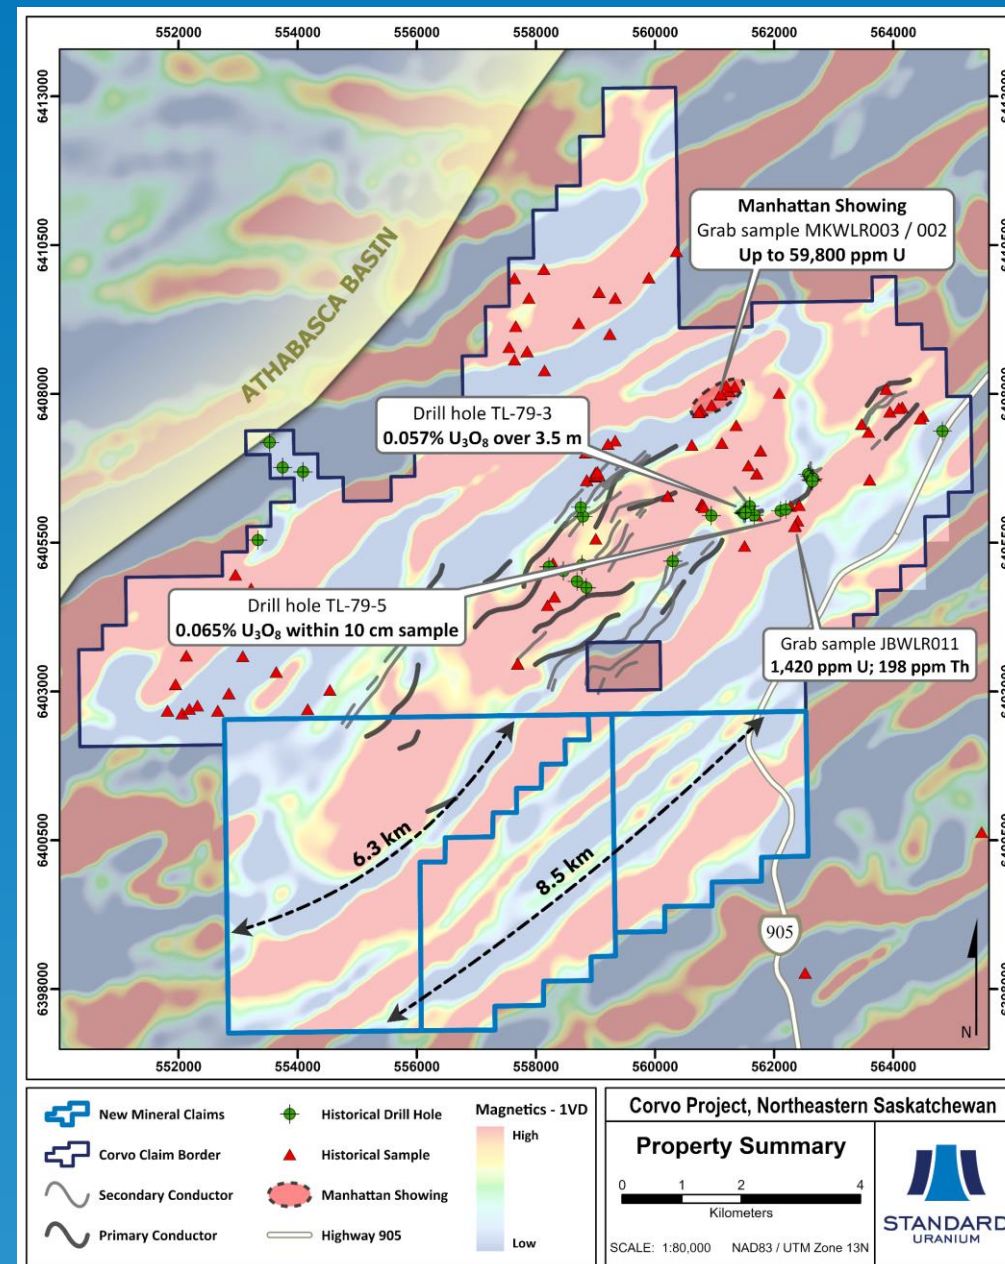 552000
554000
556000
558000
560000
562000
564000
6413000
6410500
6408000
6405500
6403000
6400500
6398000
ATHABASCA BASIN
Manhattan Showing
Grab sample MKWLR003 / 002
Up to 59,800 ppm U
Drill hole TL-79-3
0.057% U₃O₈ over 3.5 m
Drill hole TL-79-5
0.065% U₃O₈ within 10 cm sample
Grab sample JBWLR011
1,420 ppm U; 198 ppm Th
6.3 km
8.5 km
905
N
552000
554000
556000
558000
560000
562000
564000
New Mineral Claims
Corvo Claim Border
Secondary Conductor
Primary Conductor
Historical Drill Hole
Historical Sample
Manhattan Showing
Highway 905
Magnetics - 1VD
High
Low
Corvo Project, Northeastern Saskatchewan
Property Summary
0 1 2 4
Kilometers
SCALE: 1:80,000 NAD83 / UTM Zone 13N
STANDARD
URANIUM